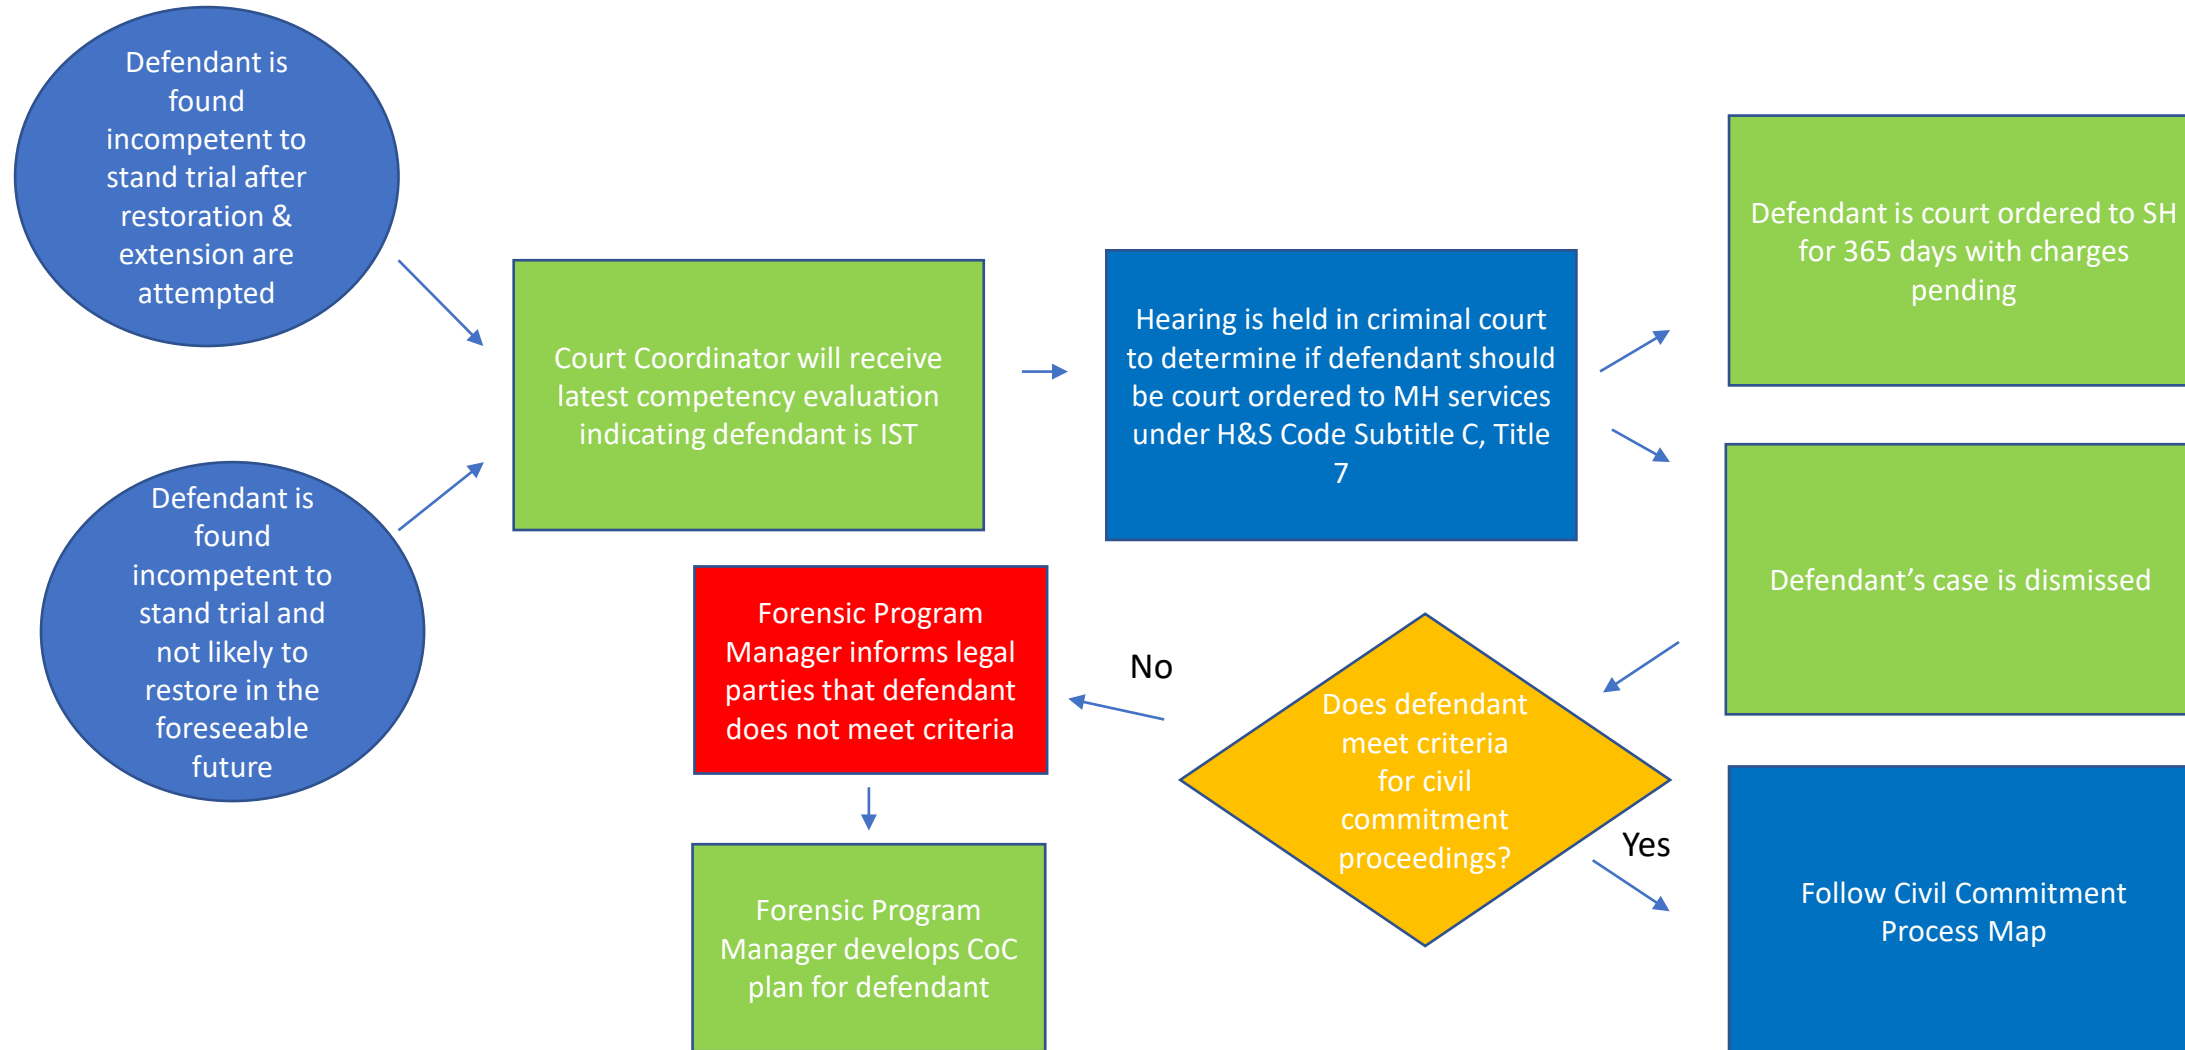 Defendant is
found
incompetent to
stand trial after
restoration &
extension are
attempted
Defendant is
found
incompetent to
stand trial and
not likely to
restore in the
foreseeable
future
Court Coordinator will receive
latest competency evaluation
indicating defendant is IST
Hearing is held in criminal court
to determine if defendant should
be court ordered to MH services
under H&S Code Subtitle C, Title
7
Defendant is court ordered to SH
for 365 days with charges
pending
Defendant’s case is dismissed
Does defendant
meet criteria
for civil
commitment
proceedings?
No
Forensic Program
Manager informs legal
parties that defendant
does not meet criteria
Forensic Program
Manager develops CoC
plan for defendant
Yes
Follow Civil Commitment
Process Map